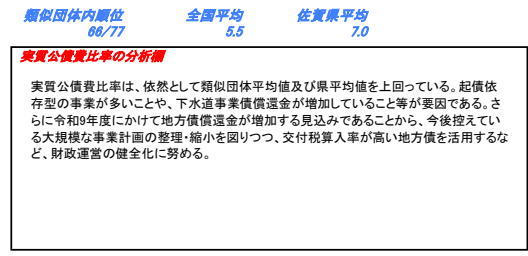 類似団体内順位 全国平均 佐賀県平均
66/77 5.5 7.0
実質公債費比率の分析欄
実質公債費比率は、依然として類似団体平均値及び県平均値を上回っている。起債依
存型の事業が多いことや、下水道事業債償還金が増加していること等が要因である。さ
らに令和9年度にかけて地方債償還金が増加する見込みであることから、今後控えてい
る大規模な事業計画の整理・縮小を図りつつ、交付税算入率が高い地方債を活用するな
ど、財政運営の健全化に努める。